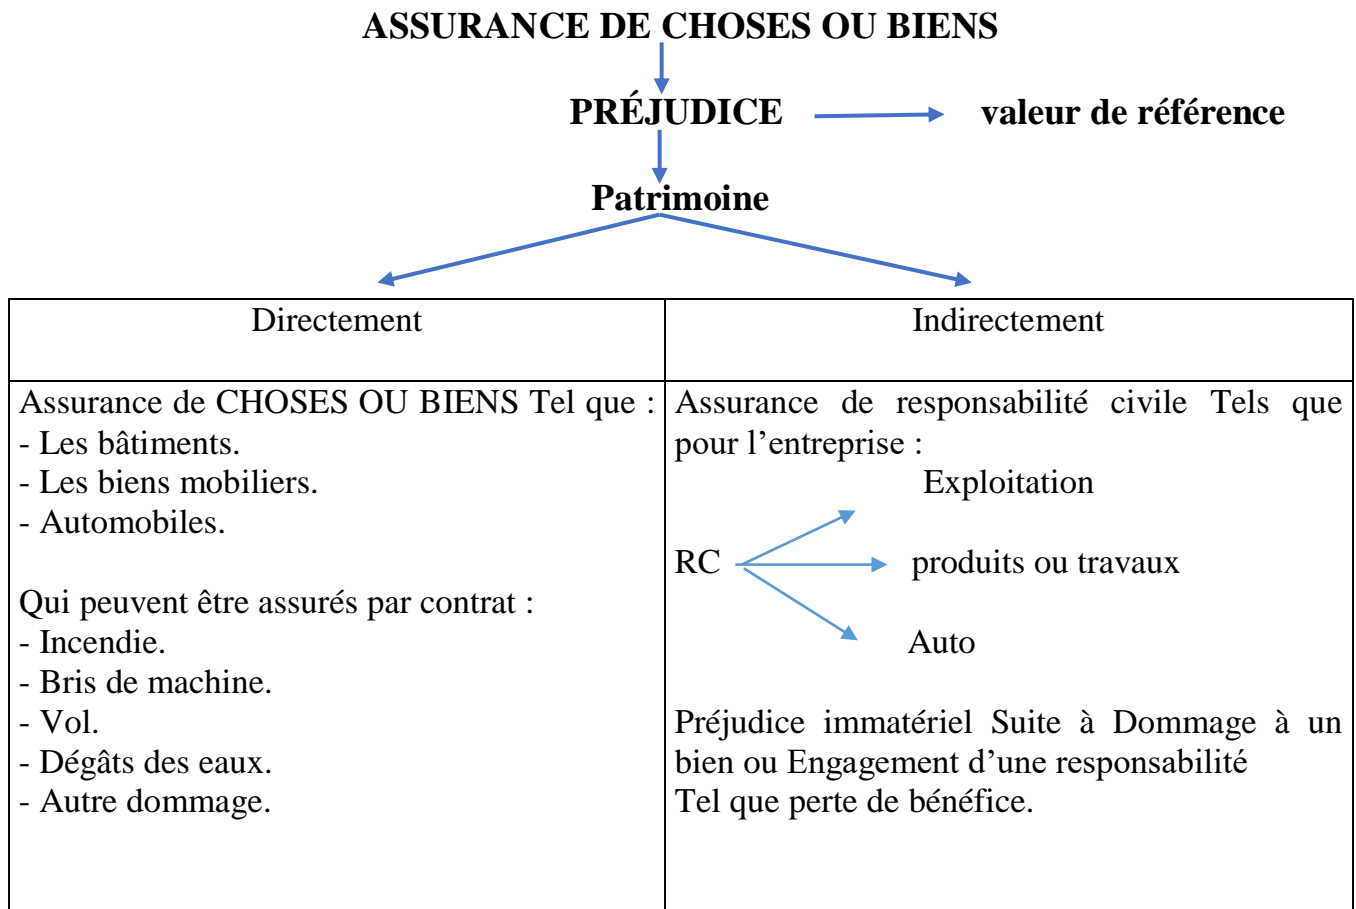 ASSURANCE DE CHOSES OU BIENS
PRÉJUDICE valeur de référence
Patrimoine
Directement
Indirectement
Assurance de CHOSES OU BIENS Tel que :
- Les bâtiments.
- Les biens mobiliers.
- Automobiles.
Qui peuvent être assurés par contrat :
- Incendie.
- Bris de machine.
- Vol.
- Dégâts des eaux.
- Autre dommage.
Assurance de responsabilité civile Tels que
pour l’entreprise :
Exploitation
RC produits ou travaux
Auto
Préjudice immatériel Suite à Dommage à un
bien ou Engagement d’une responsabilité
Tel que perte de bénéfice.